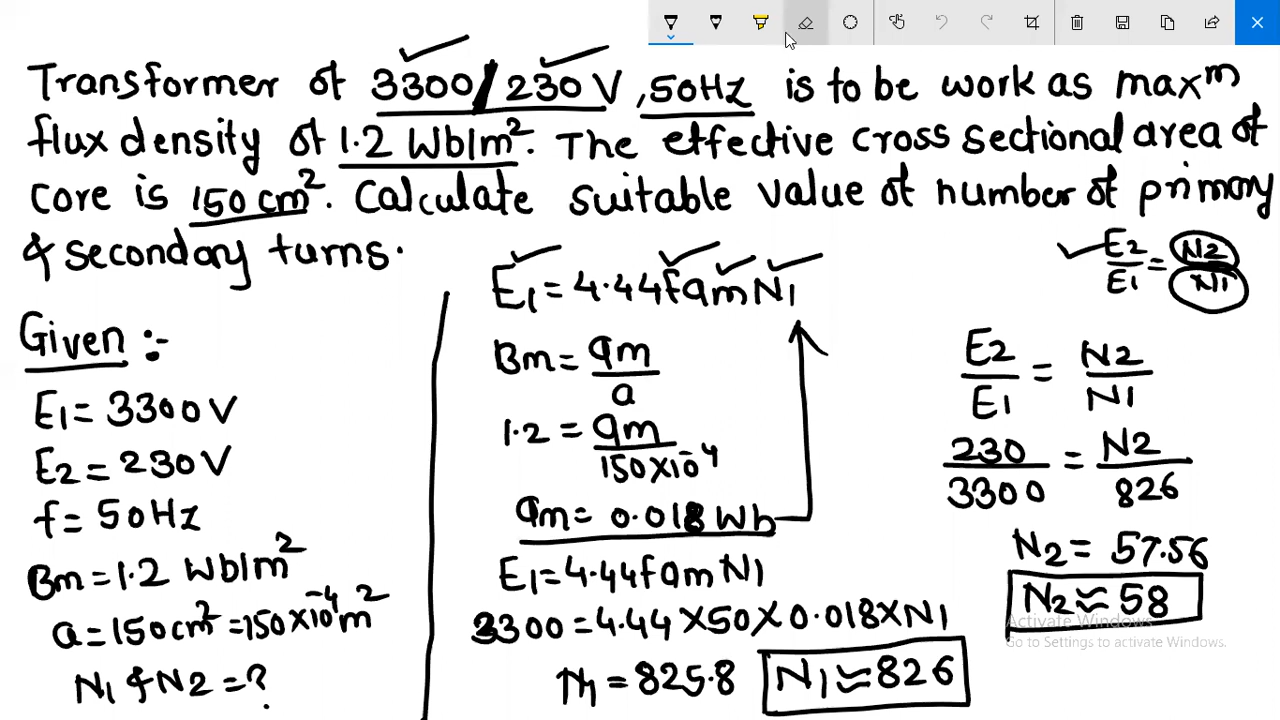 Transformer of 3300/230 V, 50Hz is to be work as maxᵐ
flux density of 1.2 Wb/m². The effective cross sectional area of
core is 150 cm². Calculate suitable value of number of primary
& secondary turns.
Given :-
E1 = 3300 V
E2 = 230 V
f = 50 Hz
Bm = 1.2 Wb/m²
a = 150 cm² = 150 × 10⁻⁴ m²
N1 & N2 = ?
E1 = 4.44 f φm N1
Bm = φm / a
1.2 = φm / 150×10⁻⁴
φm = 0.018 Wb
E1 = 4.44 f φm N1
3300 = 4.44 × 50 × 0.018 × N1
N1 = 825.8 N1 ≈ 826
E2/E1 = N2/N1
E2/E1 = N2/N1
230/3300 = N2/826
N2 = 57.56
N2 ≈ 58
Activate Windows
Go to Settings to activate Windows.